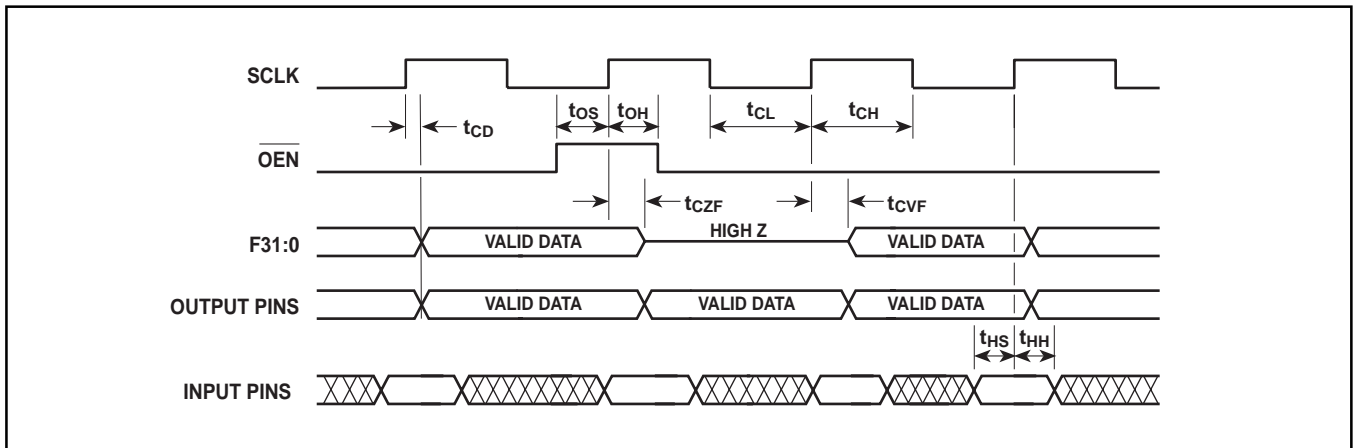 SCLK
tOS tOH tCL tCH
tCD
OEN
tCZF tCVF
HIGH Z
F31:0 VALID DATA VALID DATA
OUTPUT PINS VALID DATA VALID DATA VALID DATA
tHS tHH
INPUT PINS